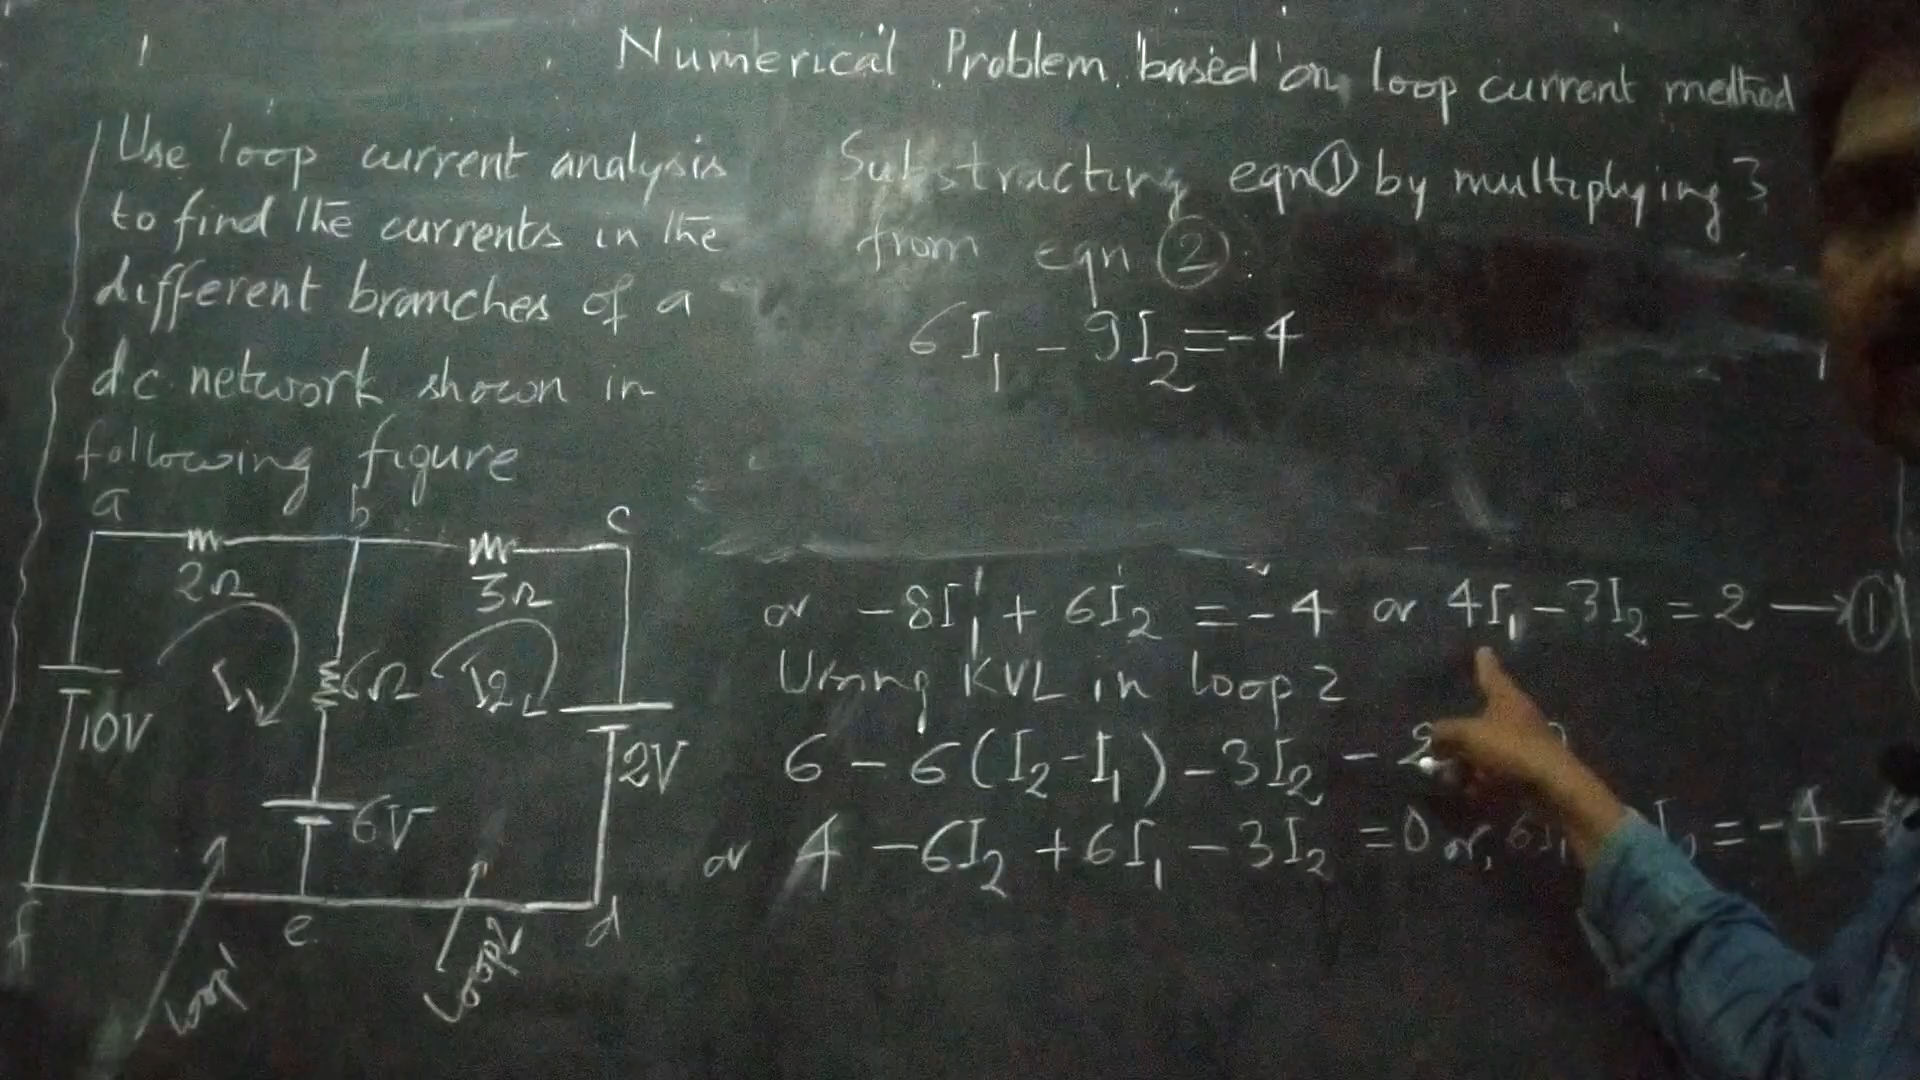 Numerical Problem based on loop current method
Use loop current analysis
to find the currents in the
different branches of a
dc network shown in
following figure
Substracting eqn① by multiplying 3
from eqn ②
6I₁ - 9I₂ = -4
a b c
2Ω 3Ω
I₁ 6Ω I₂
10V 2V
6V
f e d
loop1 Loop2
or -8I₁ + 6I₂ = -4 or 4I₁ - 3I₂ = 2 → ①
Using KVL in loop 2
6 - 6(I₂-I₁) - 3I₂ - 2
or 4 - 6I₂ + 6I₁ - 3I₂ = 0 or, 6I₁ = -4